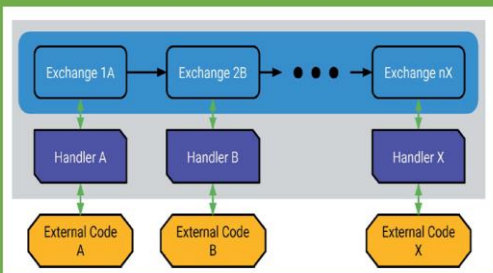 Exchange 1A
Exchange 2B
Exchange nX
Handler A
Handler B
Handler X
External Code
A
External Code
B
External Code
X